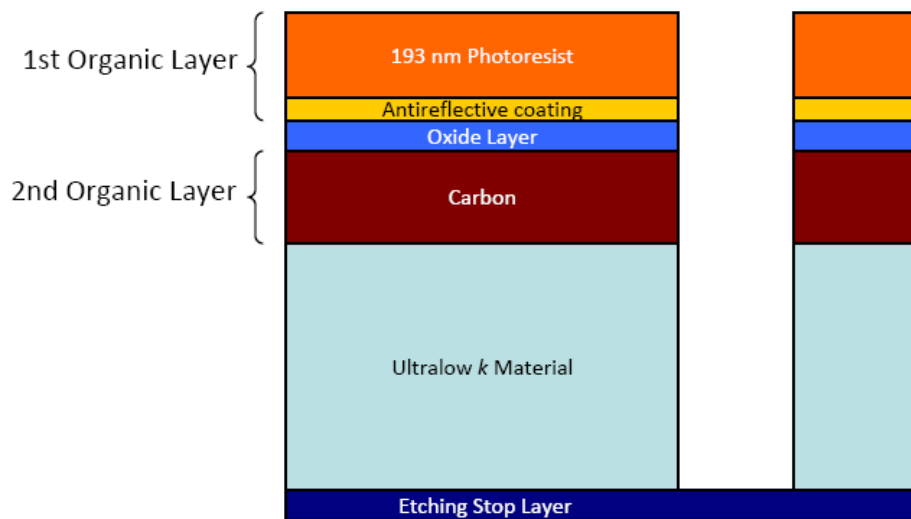 1st Organic Layer
193 nm Photoresist
Antireflective coating
Oxide Layer
2nd Organic Layer
Carbon
Ultralow k Material
Etching Stop Layer